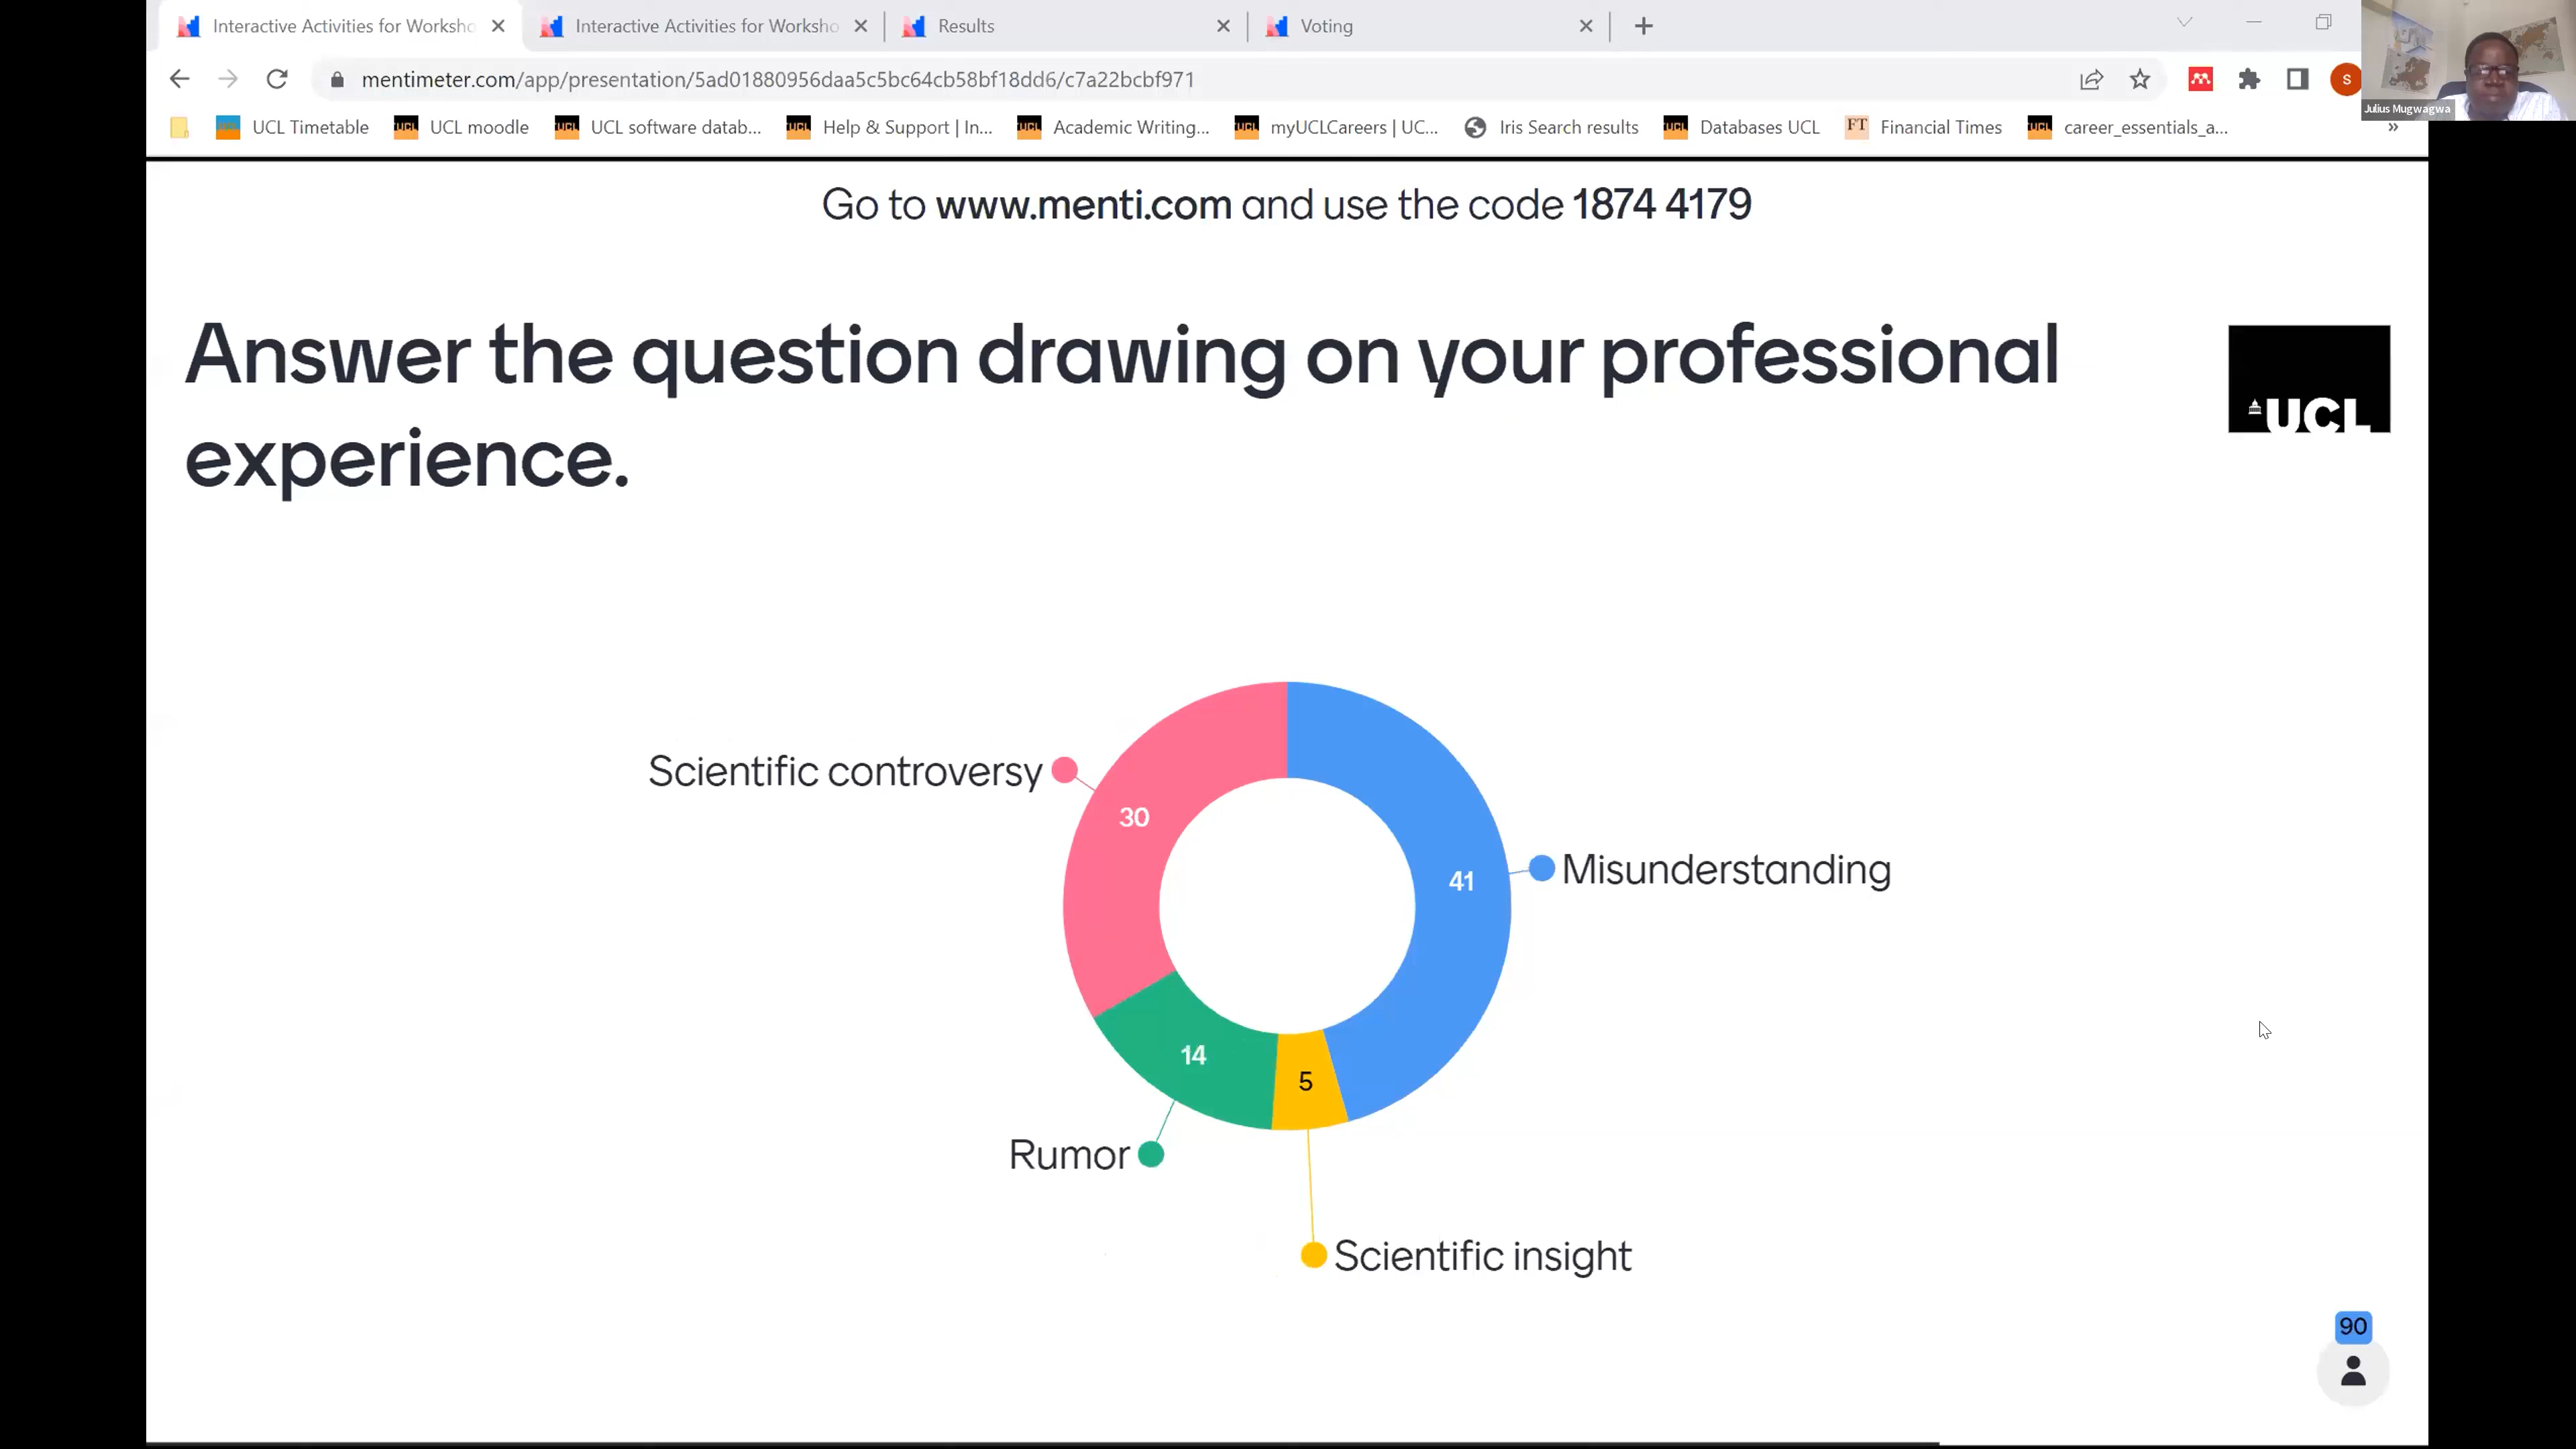 Interactive Activities for Worksho
Interactive Activities for Worksho
Results
Voting
mentimeter.com/app/presentation/5ad01880956daa5c5bc64cb58bf18dd6/c7a22bcbf971
S
Julius Mugwagwa
UCL Timetable
UCL moodle
UCL software datab...
Help & Support | In...
Academic Writing...
myUCLCareers | UC...
Iris Search results
Databases UCL
FT Financial Times
career_essentials_a...
»
Go to www.menti.com and use the code 1874 4179
Answer the question drawing on your professional
experience.
UCL
Scientific controversy
30
Misunderstanding
41
14
5
Rumor
Scientific insight
90